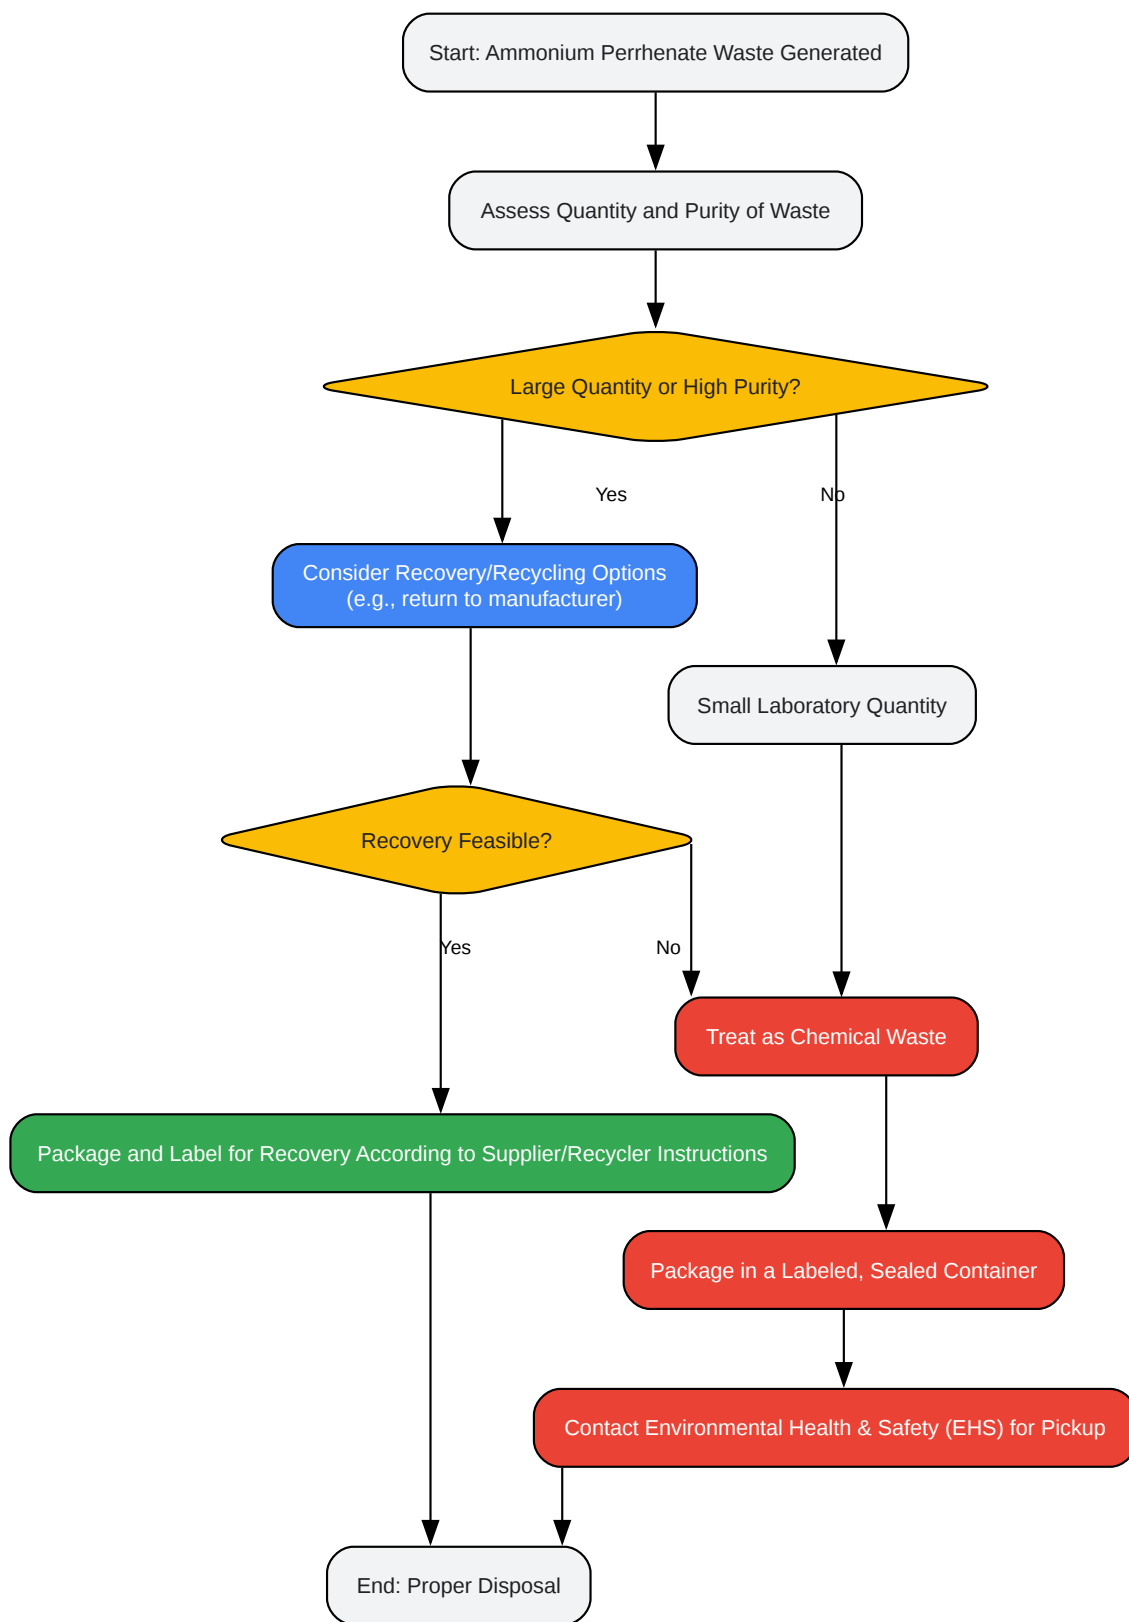 Start: Ammonium Perrhenate Waste Generated
Assess Quantity and Purity of Waste
Large Quantity or High Purity?
Yes
No
Consider Recovery/Recycling Options
(e.g., return to manufacturer)
Small Laboratory Quantity
Recovery Feasible?
Yes
No
Treat as Chemical Waste
Package and Label for Recovery According to Supplier/Recycler Instructions
Package in a Labeled, Sealed Container
Contact Environmental Health & Safety (EHS) for Pickup
End: Proper Disposal